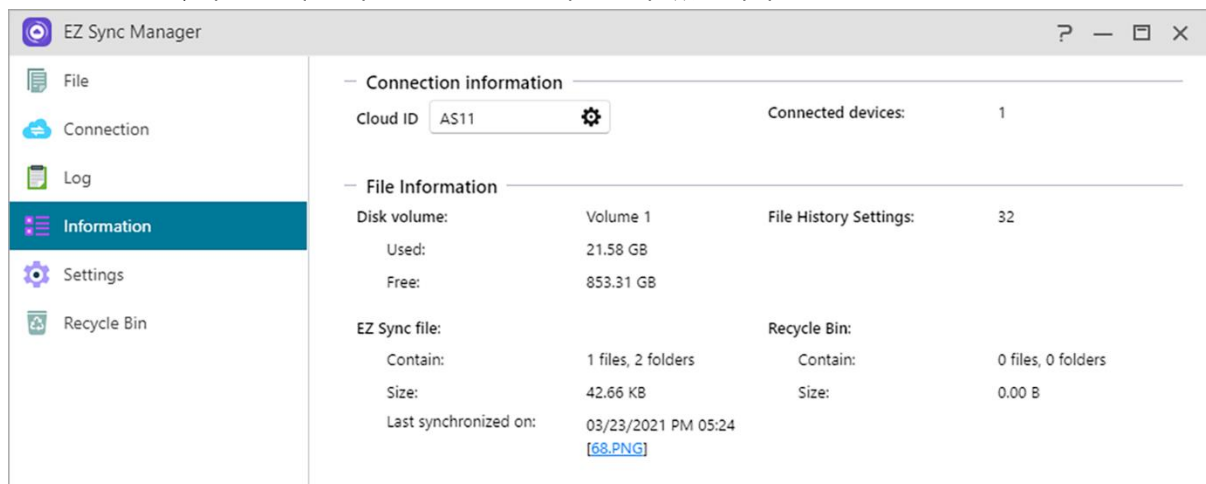 EZ Sync Manager
File
Connection
Log
Information
Settings
Recycle Bin
Connection information
Cloud ID AS11 Connected devices: 1
File Information
Disk volume: Volume 1 File History Settings: 32
Used: 21.58 GB
Free: 853.31 GB
EZ Sync file: Recycle Bin:
Contain: 1 files, 2 folders Contain: 0 files, 0 folders
Size: 42.66 KB Size: 0.00 B
Last synchronized on: 03/23/2021 PM 05:24
[68.PNG]